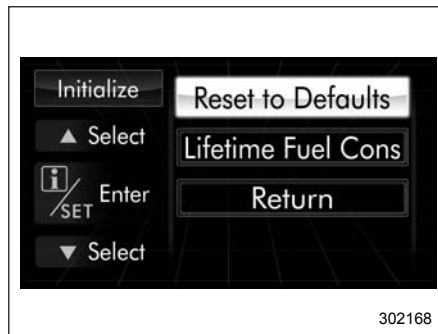 Initialize
Reset to Defaults
▲ Select
Lifetime Fuel Cons
i/SET Enter
Return
▼ Select
302168